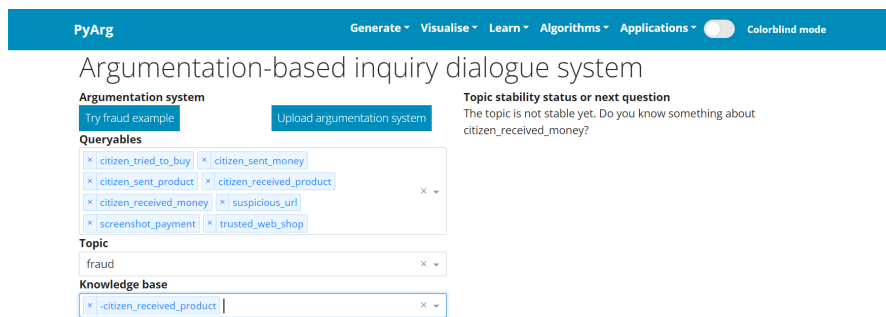 PyArg Generate Visualise Learn Algorithms Applications Colorblind mode
Argumentation-based inquiry dialogue system
Argumentation system
Try fraud example Upload argumentation system
Queryables
× citizen_tried_to_buy × citizen_sent_money
× citizen_sent_product × citizen_received_product
× citizen_received_money × suspicious_url
× screenshot_payment × trusted_web_shop
Topic
fraud
Knowledge base
× -citizen_received_product
Topic stability status or next question
The topic is not stable yet. Do you know something about
citizen_received_money?